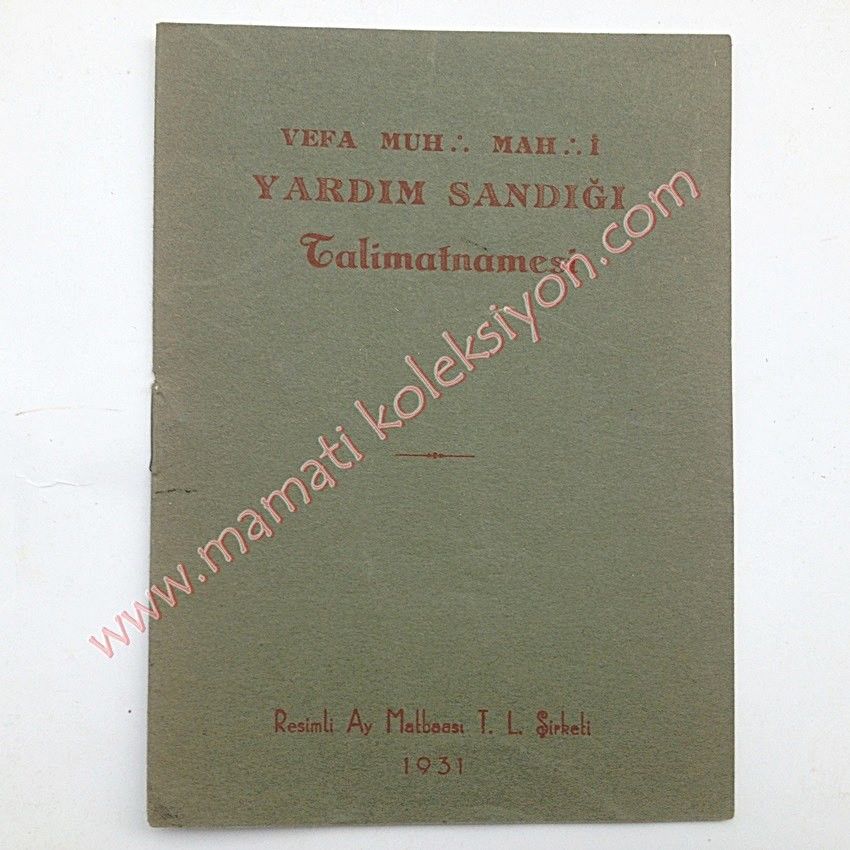 VEFA MUH∴ MAH∴İ
YARDIM SANDIĞI
Talimatnamesi
www.mamati koleksiyon.com
Resimli Ay Matbaası T. L. Şirketi
1931